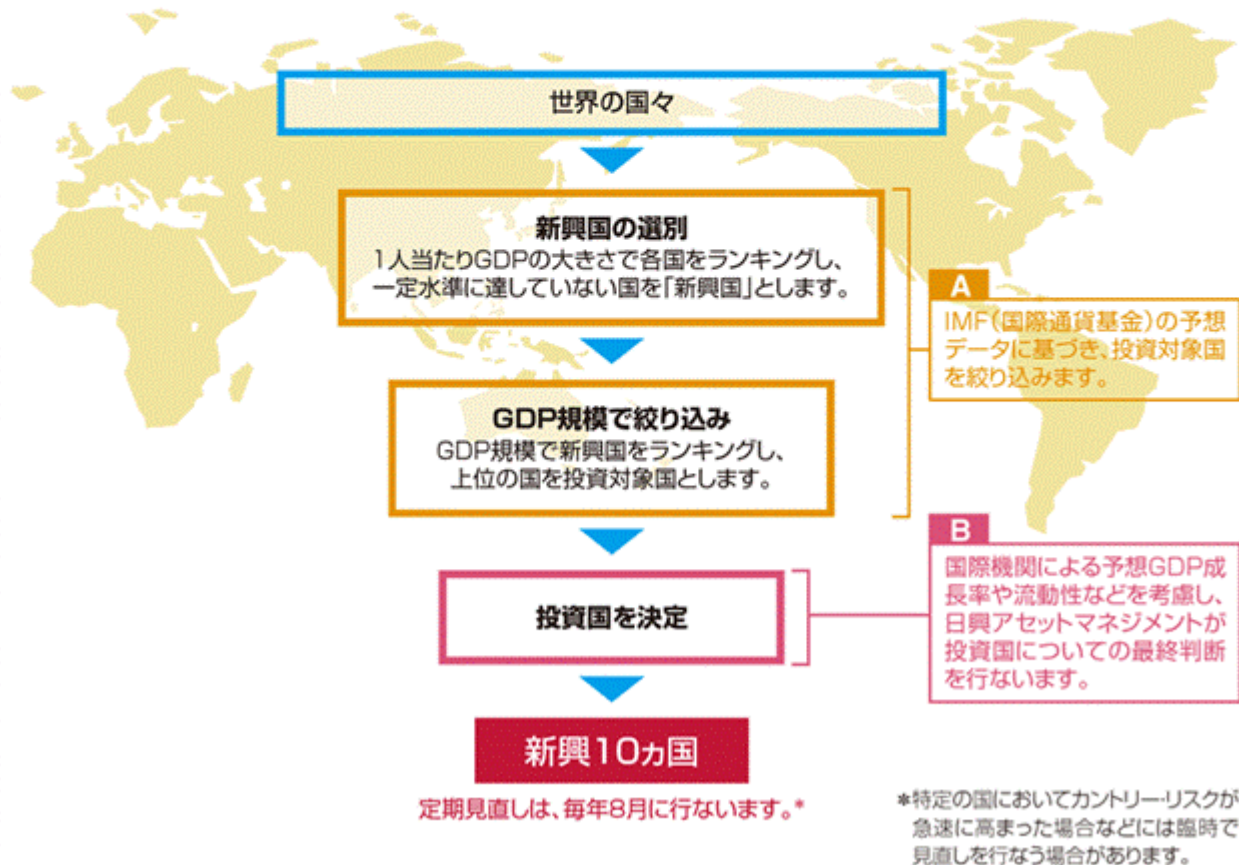 世界の国々
新興国の選別
1人当たりGDPの大きさで各国をランキングし、
一定水準に達していない国を「新興国」とします。
A
IMF(国際通貨基金)の予想
データに基づき、投資対象国
を絞り込みます。
GDP規模で絞り込み
GDP規模で新興国をランキングし、
上位の国を投資対象国とします。
B
国際機関による予想GDP成
長率や流動性などを考慮し、
日興アセットマネジメントが
投資国についての最終判断
を行ないます。
投資国を決定
新興10ヵ国
定期見直しは、毎年8月に行ないます。*
*特定の国においてカントリー・リスクが
急速に高まった場合などには臨時で
見直しを行なう場合があります。